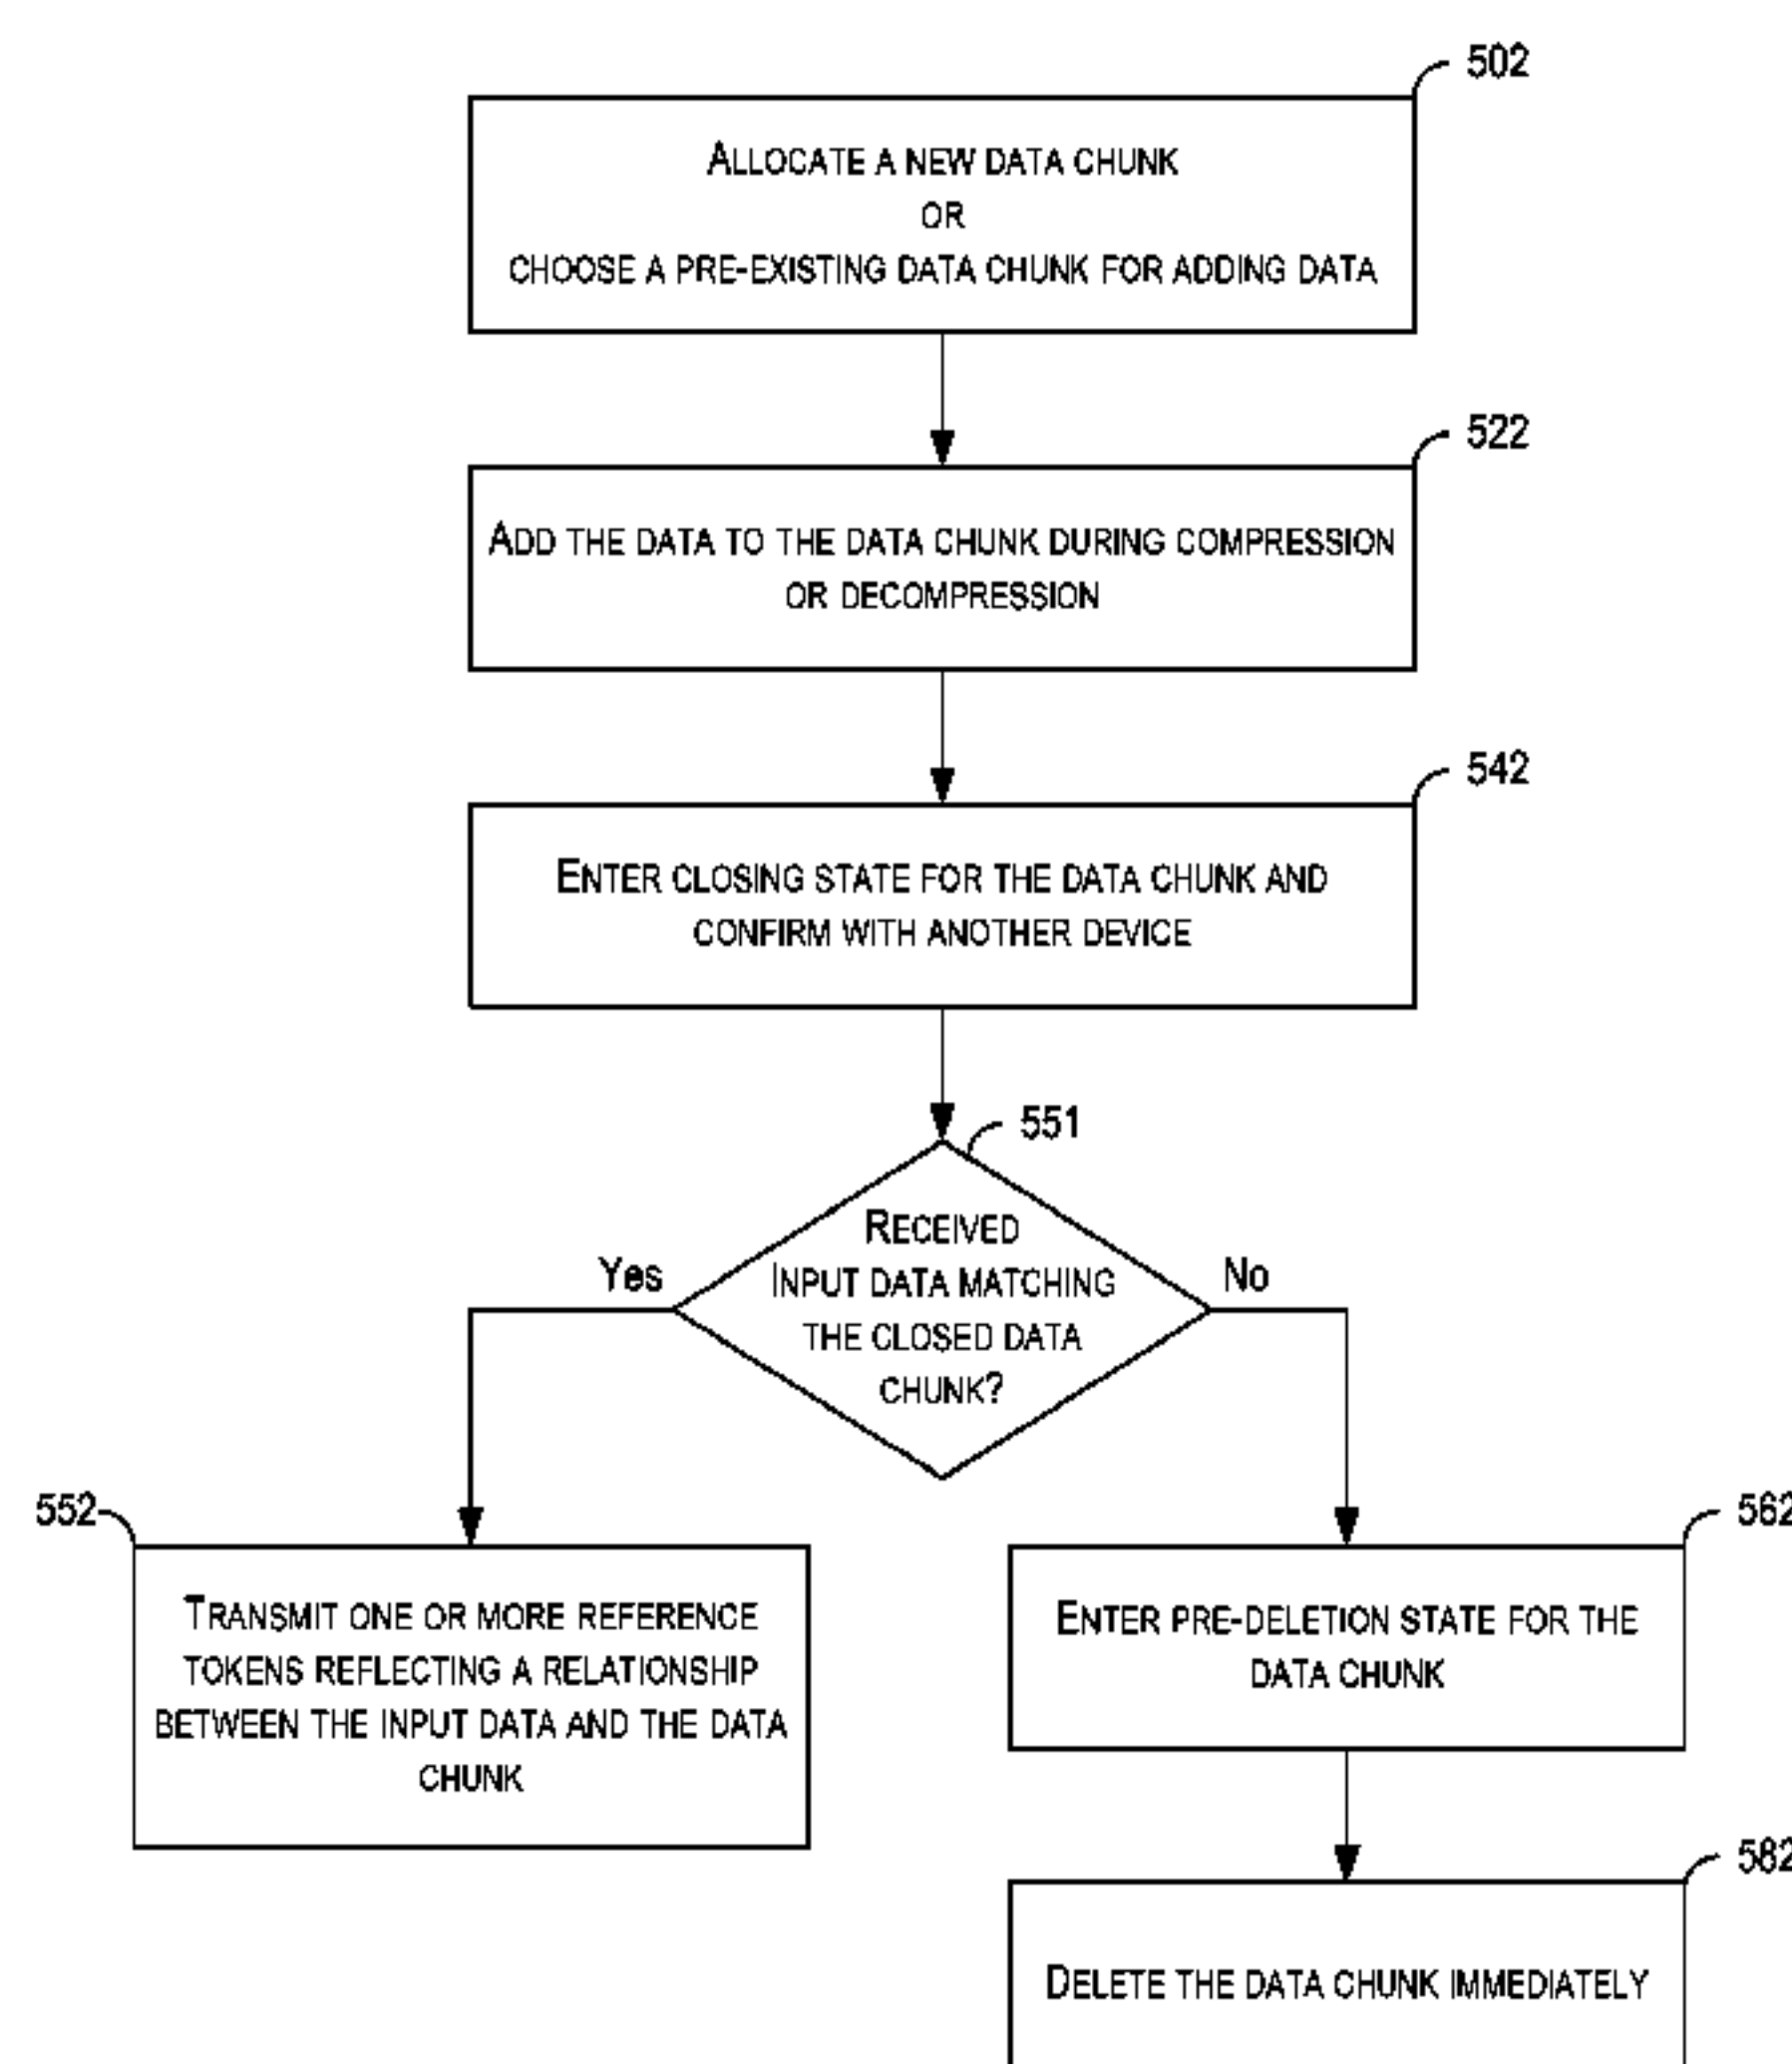 502
ALLOCATE A NEW DATA CHUNK
OR
CHOOSE A PRE-EXISTING DATA CHUNK FOR ADDING DATA
522
ADD THE DATA TO THE DATA CHUNK DURING COMPRESSION
OR DECOMPRESSION
542
ENTER CLOSING STATE FOR THE DATA CHUNK AND
CONFIRM WITH ANOTHER DEVICE
551
RECEIVED
INPUT DATA MATCHING
THE CLOSED DATA
CHUNK?
Yes
No
552
TRANSMIT ONE OR MORE REFERENCE
TOKENS REFLECTING A RELATIONSHIP
BETWEEN THE INPUT DATA AND THE DATA
CHUNK
562
ENTER PRE-DELETION STATE FOR THE
DATA CHUNK
582
DELETE THE DATA CHUNK IMMEDIATELY